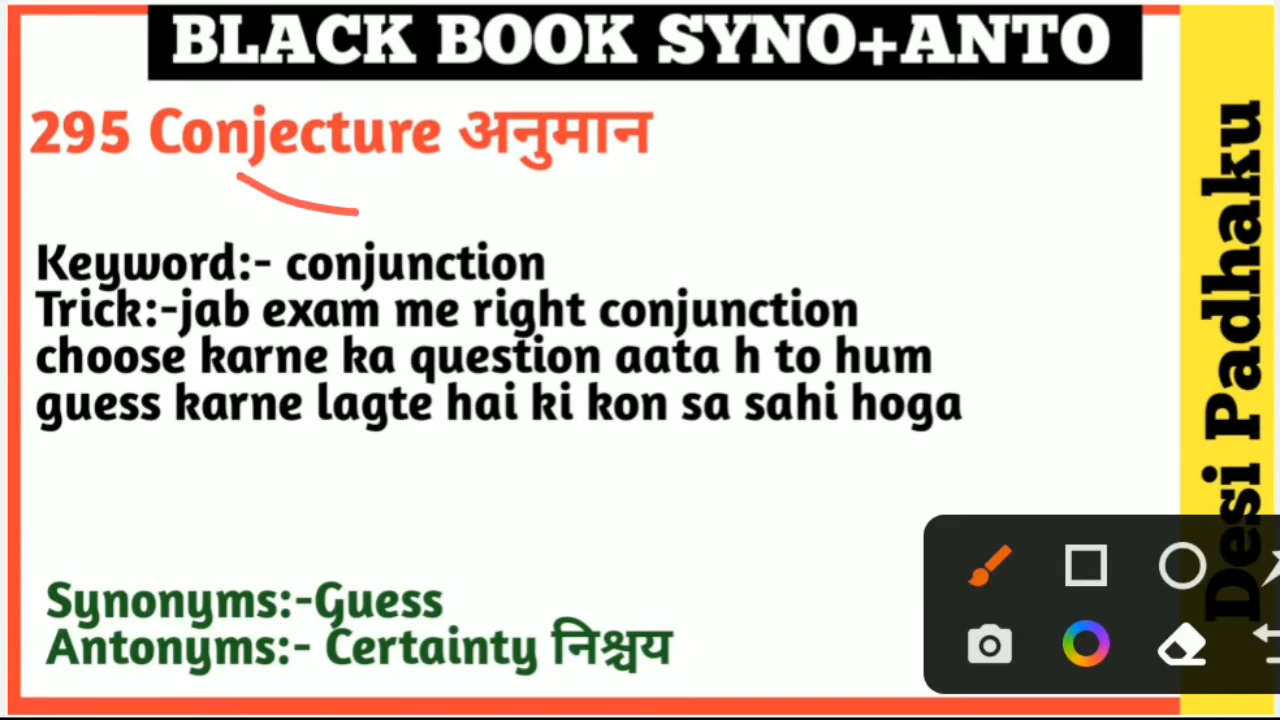 BLACK BOOK SYNO+ANTO
295 Conjecture अनुमान
Keyword:- conjunction
Trick:-jab exam me right conjunction
choose karne ka question aata h to hum
guess karne lagte hai ki kon sa sahi hoga
Synonyms:-Guess
Antonyms:- Certainty निश्चय
Desi Padhaku